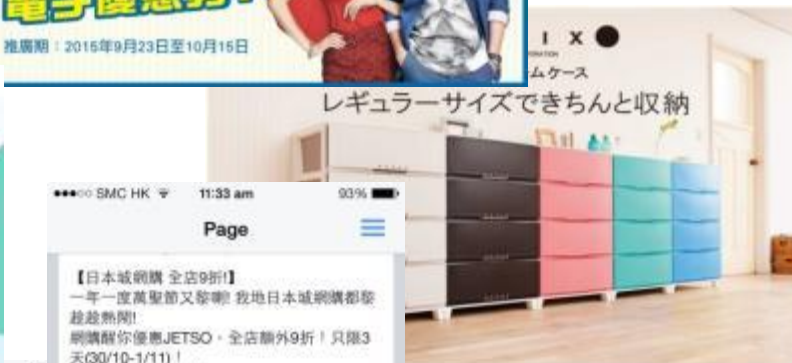 電子優惠券!
推廣期：2015年9月23日至10月15日
I X
ムケース
レギュラーサイズできちんと収納
SMC HK 11:33 am 93%
Page
【日本城網購 全店9折!】
一年一度萬聖節又黎喇! 我地日本城網購都黎
趁趁熱鬧!
網購醒你優惠JETSO，全店額外9折！只限3
天(30/10-1/11)！